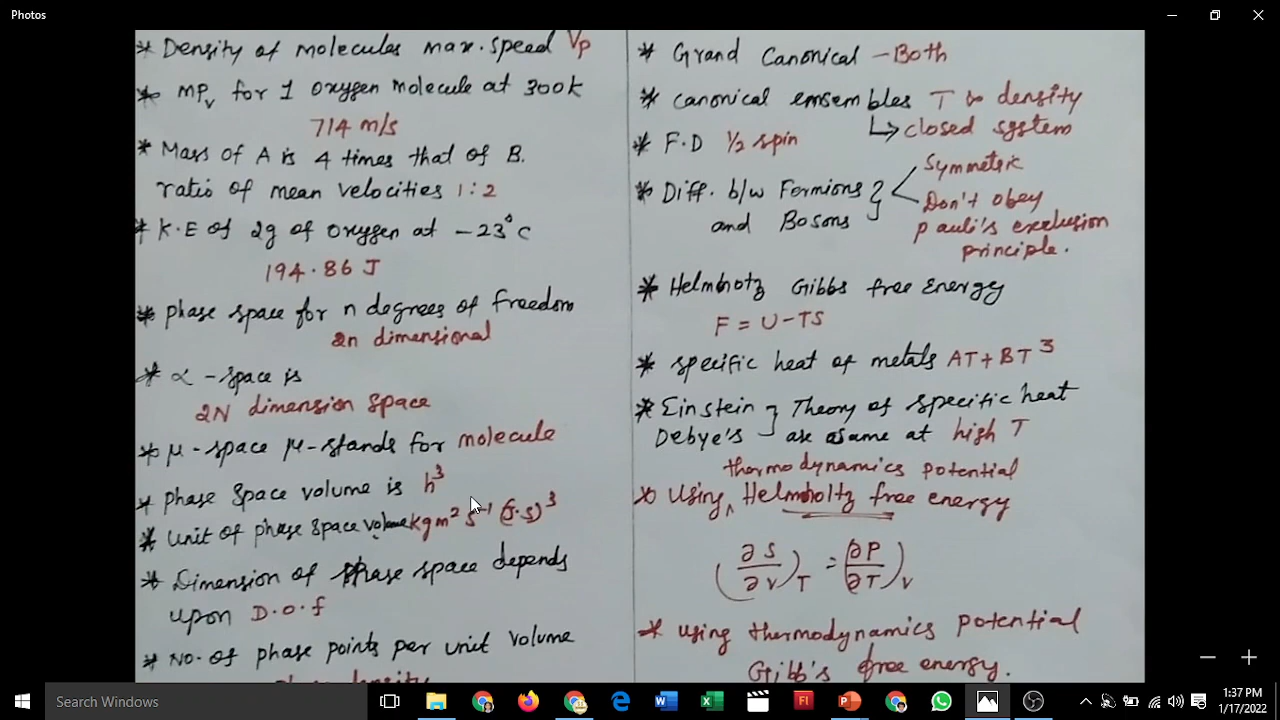 Photos
* Density of molecules max. speed Vp
* MPv for 1 oxygen molecule at 300k
714 m/s
* Mass of A is 4 times that of B.
ratio of mean velocities 1:2
* K.E of 2g of oxygen at -23°c
194.86 J
* phase space for n degrees of freedom
2n dimensional
* ∝ -space is
2N dimension space
* μ-space μ-stands for molecule
* phase space volume is h³
* Unit of phase space volume kgm² s⁻¹ (J.s)³
* Dimension of phase space depends
upon D.o.f
* No. of phase points per unit volume
* Grand Canonical - Both
* canonical ensembles T & density
↳ closed system
* F.D ½ spin
* Diff. b/w Formions
and Bosons
Symmetric
Don't obey
pauli's exclusion
principle.
* Helmhotz Gibbs free Energy
F = U-TS
* specific heat of metals AT+BT³
* Einstein } Theory of specific heat
Debye's are same at high T
thermodynamics potential
* Using ^ Helmholtz free energy
(∂S/∂V)T = (∂P/∂T)V
* using thermodynamics potential
Gibb's free energy.
Search Windows
1:37 PM
1/17/2022